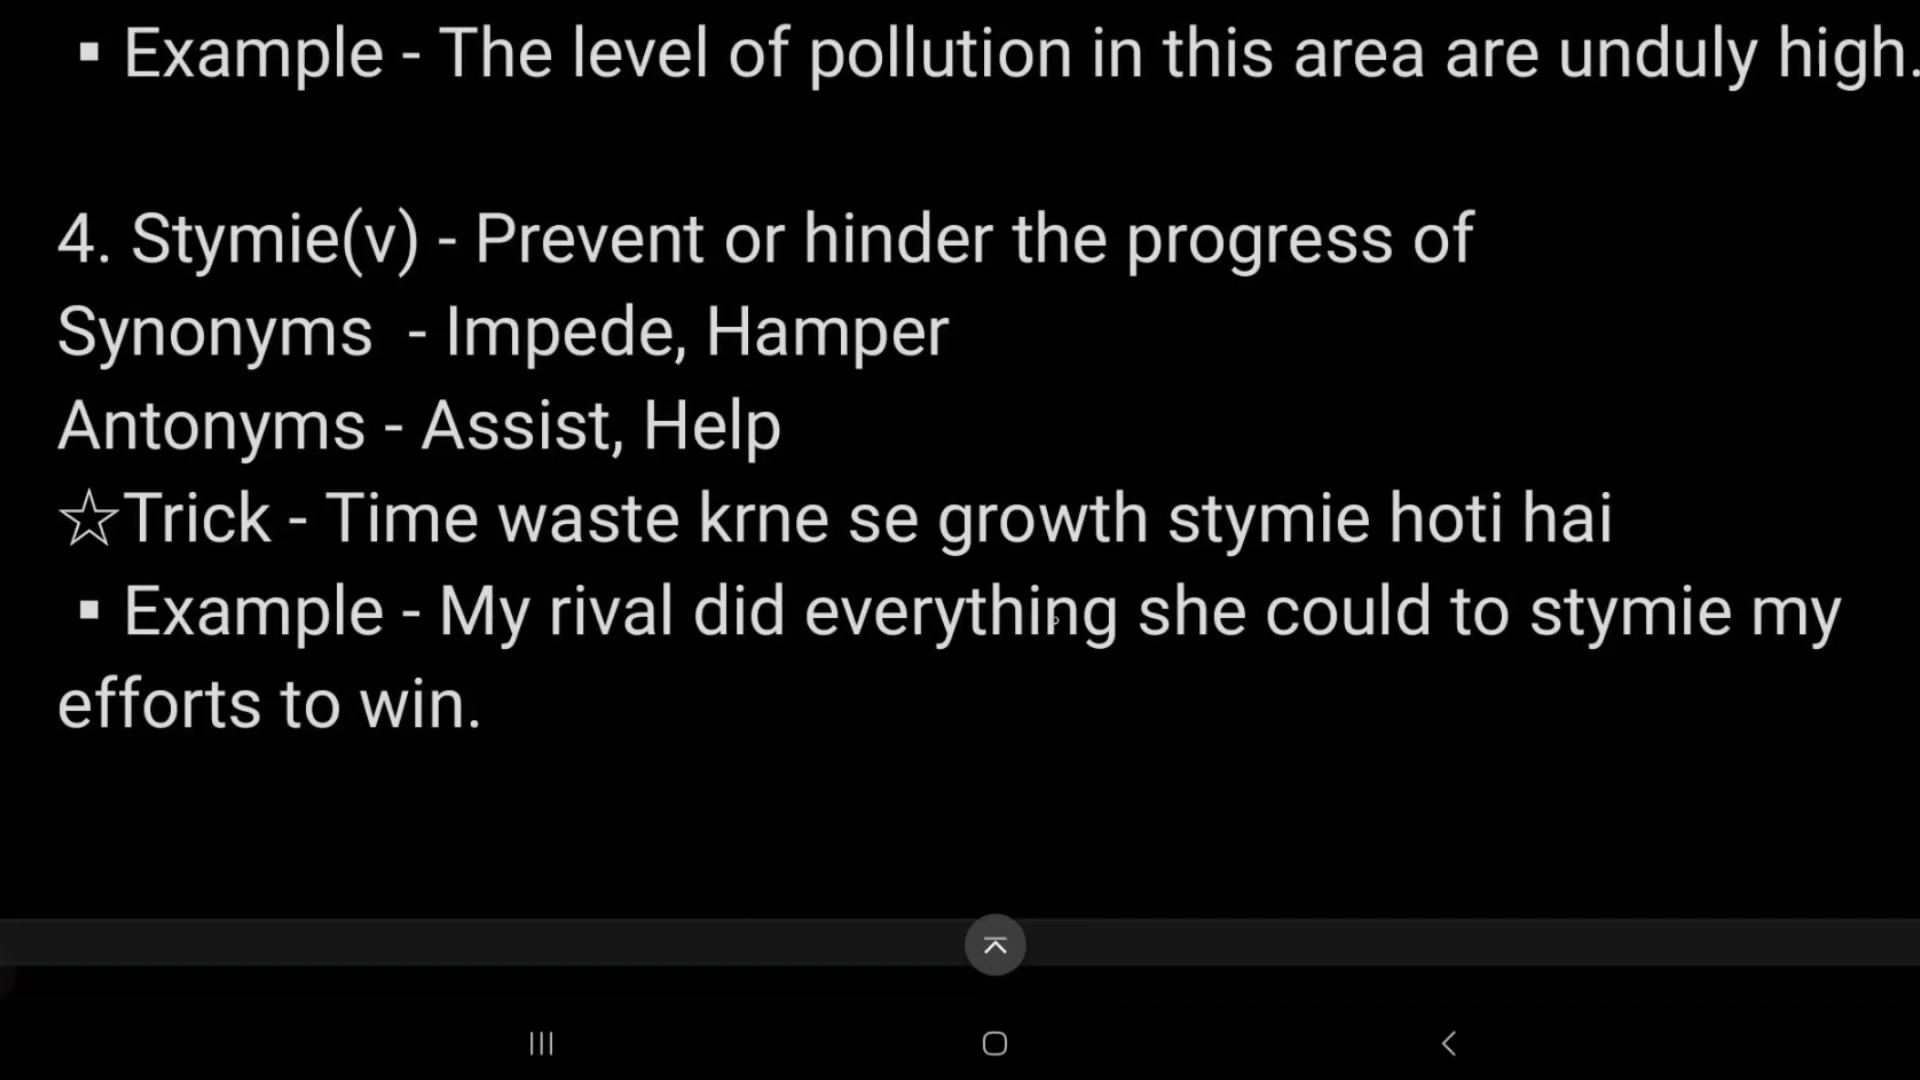 ▪ Example - The level of pollution in this area are unduly high.
4. Stymie(v) - Prevent or hinder the progress of
Synonyms  - Impede, Hamper
Antonyms - Assist, Help
☆Trick - Time waste krne se growth stymie hoti hai
▪ Example - My rival did everything she could to stymie my
efforts to win.